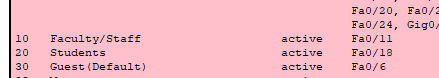 Fa0/20, Fa0/2
Fa0/24, Gig0/
10 Faculty/Staff active Fa0/11
20 Students active Fa0/18
30 Guest(Default) active Fa0/6